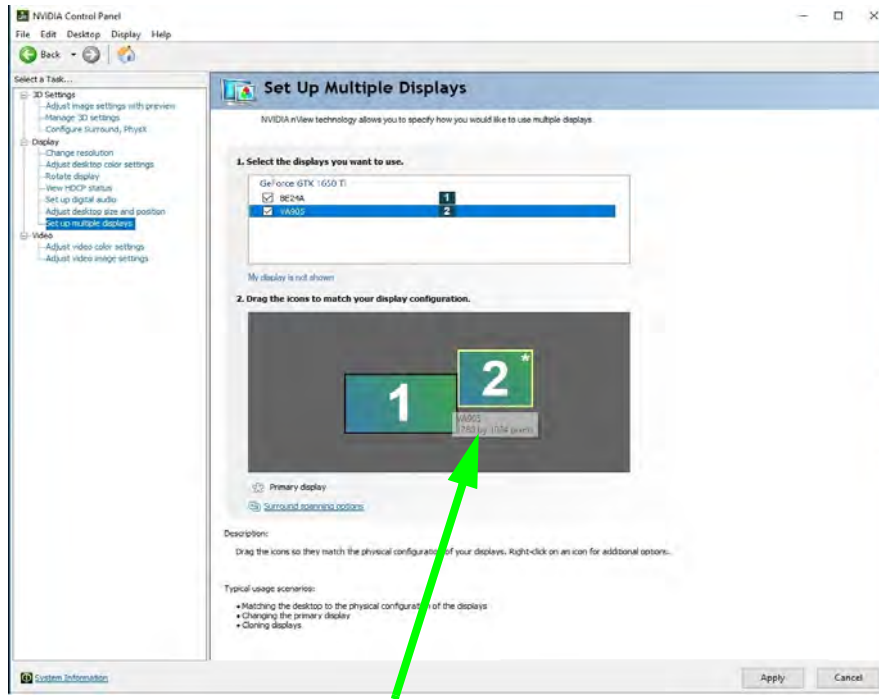 NVIDIA Control Panel
File Edit Desktop Display Help
Back
Select a Task...
3D Settings
Adjust image settings with preview
Manage 3D settings
Configure Surround, PhysX
Display
Change resolution
Adjust desktop color settings
Rotate display
View HDCP status
Set up digital audio
Adjust desktop size and position
Set up multiple displays
Video
Adjust video color settings
Adjust video image settings
Set Up Multiple Displays
NVIDIA nView technology allows you to specify how you would like to use multiple displays.
1. Select the displays you want to use.
GeForce GTX 1650 Ti
BE24A 1
VA905 2
My display is not shown
2. Drag the icons to match your display configuration.
1
2
*
VA905
1280 by 1024 pixels
Primary display
Surround spanning options
Description:
Drag the icons so they match the physical configuration of your displays. Right-click on an icon for additional options.
Typical usage scenarios:
• Matching the desktop to the physical configuration of the displays
• Changing the primary display
• Cloning displays
System Information
Apply Cancel